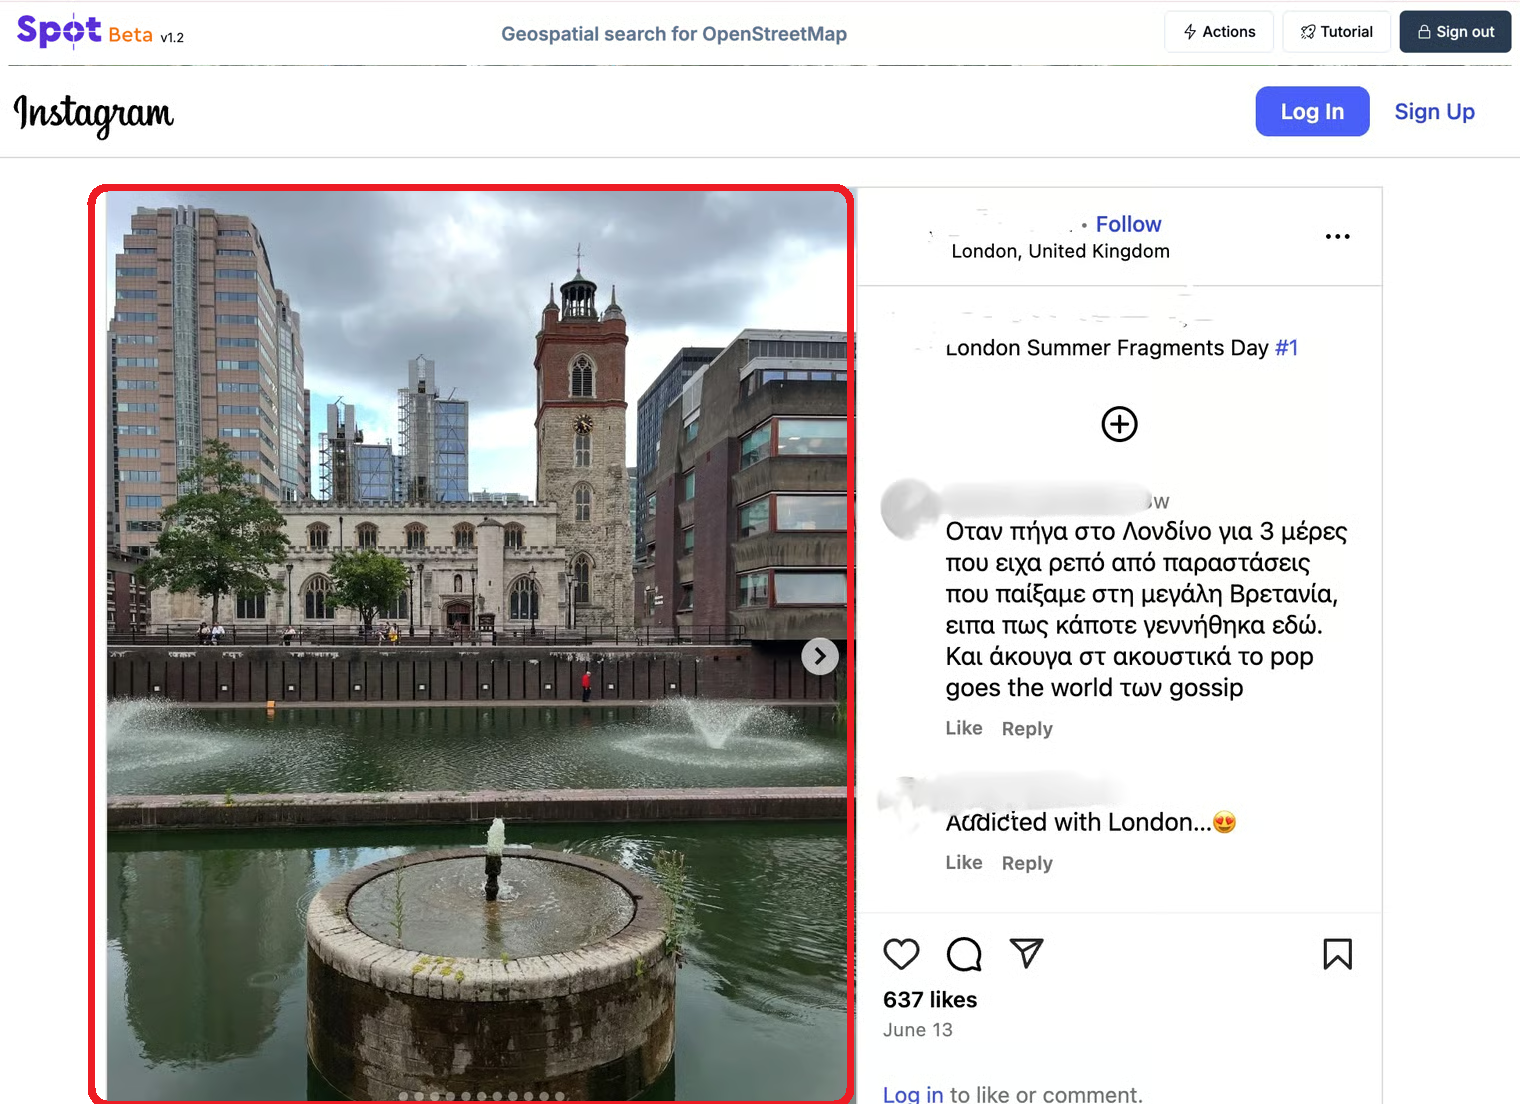 Spot Beta v1.2
Geospatial search for OpenStreetMap
Actions
Tutorial
Sign out
Instagram
Log In
Sign Up
• Follow
London, United Kingdom
London Summer Fragments Day #1
w
Οταν πήγα στο Λονδίνο για 3 μέρες
που ειχα ρεπό από παραστάσεις
που παίξαμε στη μεγάλη Βρετανία,
ειπα πως κάποτε γεννήθηκα εδώ.
Και άκουγα στ ακουστικά το pop
goes the world των gossip
Like Reply
Addicted with London...😍
Like Reply
637 likes
June 13
Log in to like or comment.